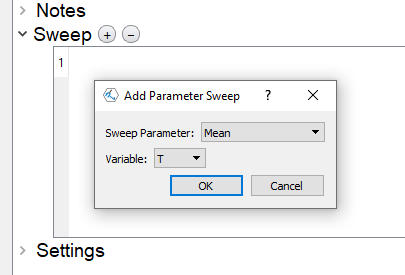 Notes
Sweep + −
1
Add Parameter Sweep ?
Sweep Parameter: Mean
Variable: T
OK Cancel
Settings